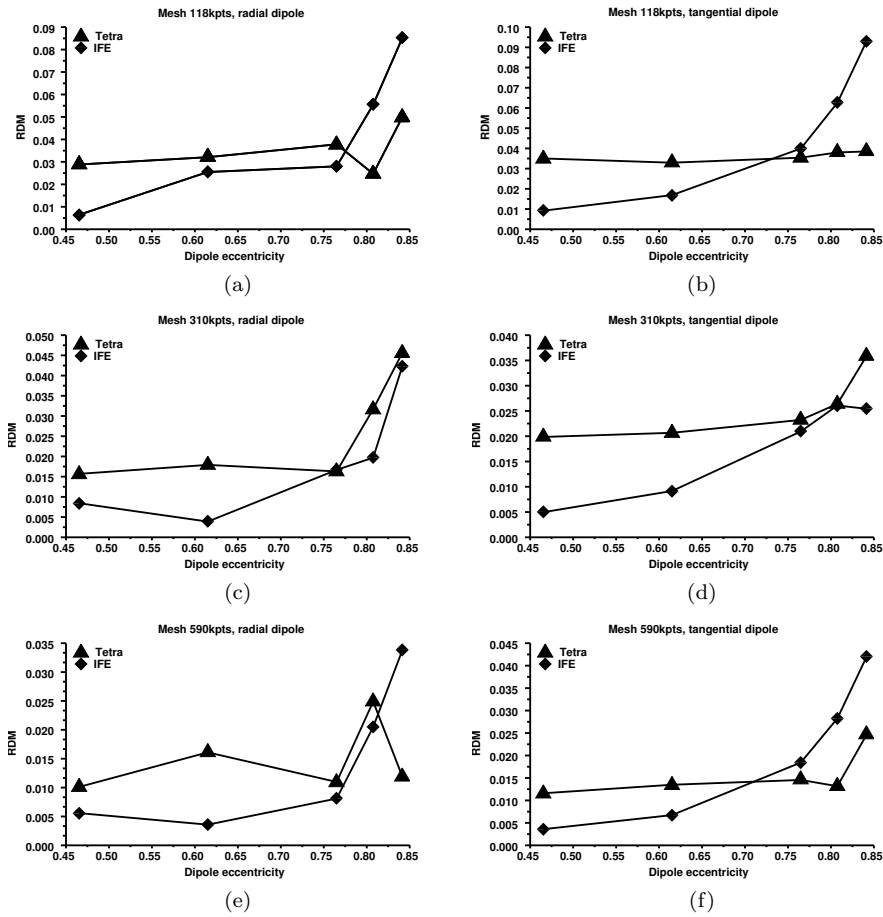 Mesh 118kpts, radial dipole
Tetra
IFE
RDM
0.09
0.08
0.07
0.06
0.05
0.04
0.03
0.02
0.01
0.00
0.45 0.50 0.55 0.60 0.65 0.70 0.75 0.80 0.85
Dipole eccentricity
(a)
Mesh 118kpts, tangential dipole
Tetra
IFE
RDM
0.10
0.09
0.08
0.07
0.06
0.05
0.04
0.03
0.02
0.01
0.00
0.45 0.50 0.55 0.60 0.65 0.70 0.75 0.80 0.85
Dipole eccentricity
(b)
Mesh 310kpts, radial dipole
Tetra
IFE
RDM
0.050
0.045
0.040
0.035
0.030
0.025
0.020
0.015
0.010
0.005
0.000
0.45 0.50 0.55 0.60 0.65 0.70 0.75 0.80 0.85
Dipole eccentricity
(c)
Mesh 310kpts, tangential dipole
Tetra
IFE
RDM
0.040
0.035
0.030
0.025
0.020
0.015
0.010
0.005
0.000
0.45 0.50 0.55 0.60 0.65 0.70 0.75 0.80 0.85
Dipole eccentricity
(d)
Mesh 590kpts, radial dipole
Tetra
IFE
RDM
0.035
0.030
0.025
0.020
0.015
0.010
0.005
0.000
0.45 0.50 0.55 0.60 0.65 0.70 0.75 0.80 0.85
Dipole eccentricity
(e)
Mesh 590kpts, tangential dipole
Tetra
IFE
RDM
0.045
0.040
0.035
0.030
0.025
0.020
0.015
0.010
0.005
0.000
0.45 0.50 0.55 0.60 0.65 0.70 0.75 0.80 0.85
Dipole eccentricity
(f)